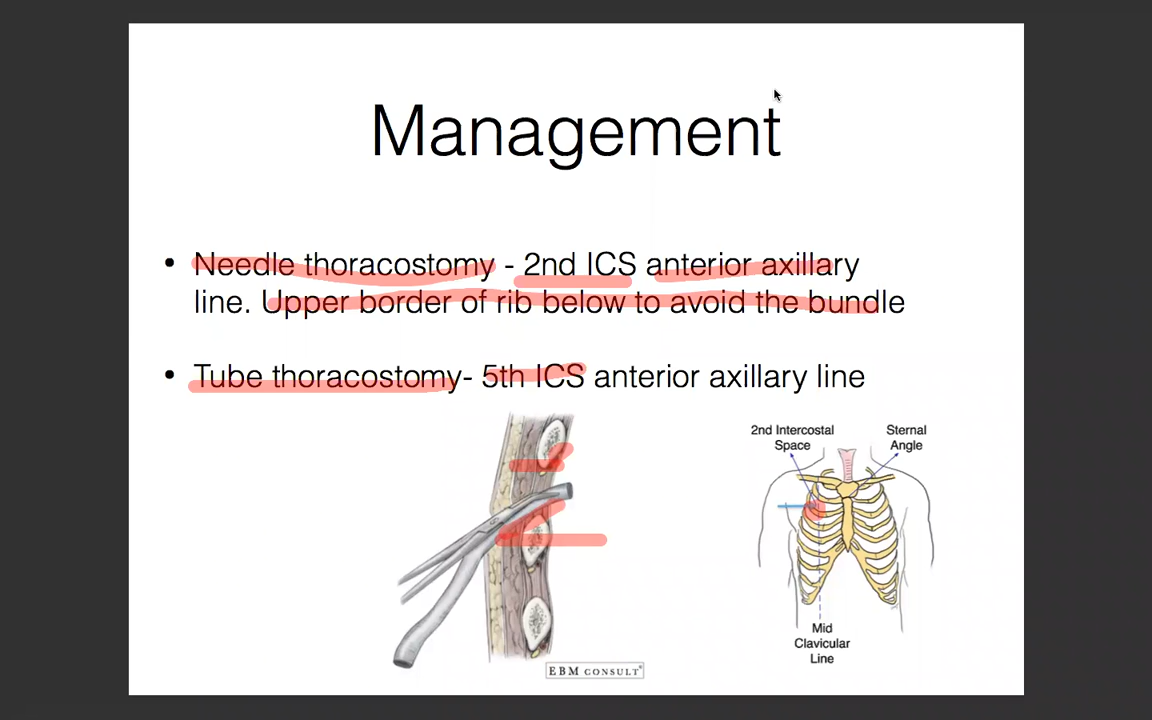 Management
• Needle thoracostomy - 2nd ICS anterior axillary
line. Upper border of rib below to avoid the bundle
• Tube thoracostomy- 5th ICS anterior axillary line
2nd Intercostal
Space
Sternal
Angle
Mid
Clavicular
Line
EBM CONSULT®